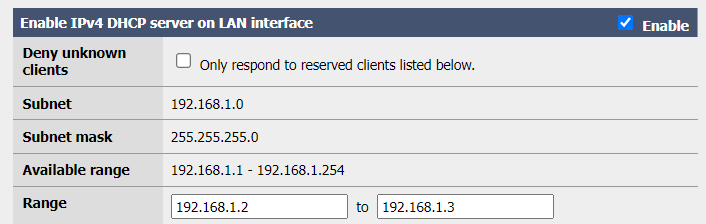 Enable IPv4 DHCP server on LAN interface Enable
Deny unknown
clients
Only respond to reserved clients listed below.
Subnet 192.168.1.0
Subnet mask 255.255.255.0
Available range 192.168.1.1 - 192.168.1.254
Range 192.168.1.2 to 192.168.1.3